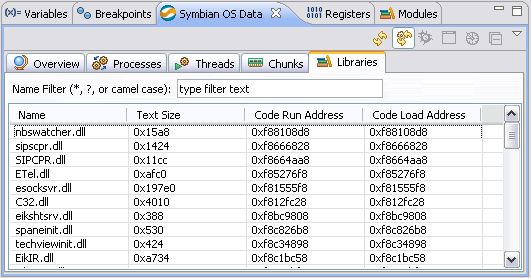 (x)= Variables Breakpoints Symbian OS Data 1010 0101 Registers Modules
Overview Processes Threads Chunks Libraries
Name Filter (*, ?, or camel case): type filter text
Name Text Size Code Run Address Code Load Address
nbswatcher.dll 0x15a8 0xf88108d8 0xf88108d8
sipscpr.dll 0x1424 0xf8666828 0xf8666828
SIPCPR.dll 0x11cc 0xf8664aa8 0xf8664aa8
ETel.dll 0xafc0 0xf85276f8 0xf85276f8
esocksvr.dll 0x197e0 0xf81555f8 0xf81555f8
C32.dll 0x4010 0xf812fc28 0xf812fc28
eikshtsrv.dll 0x388 0xf8bc9808 0xf8bc9808
spaneinit.dll 0x530 0xf8c826b8 0xf8c826b8
techviewinit.dll 0x424 0xf8c34898 0xf8c34898
EikIR.dll 0xa734 0xf8c1bc58 0xf8c1bc58